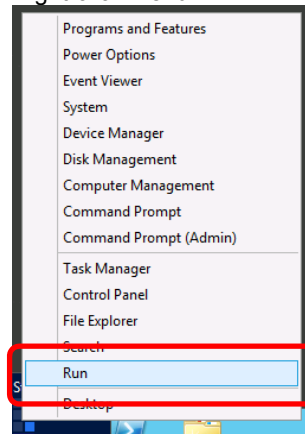 Programs and Features
Power Options
Event Viewer
System
Device Manager
Disk Management
Computer Management
Command Prompt
Command Prompt (Admin)
Task Manager
Control Panel
File Explorer
Search
Run
Desktop